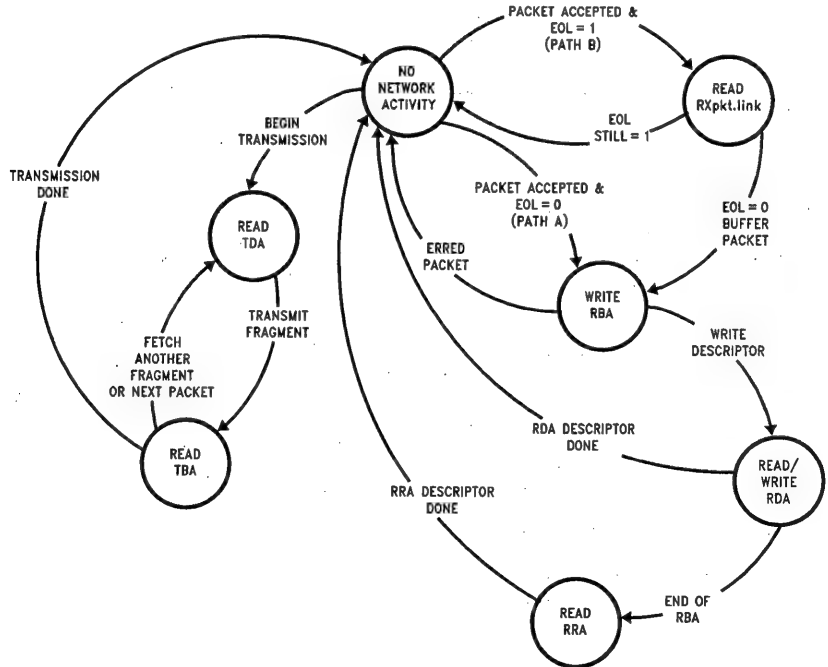 PACKET ACCEPTED &
EOL = 1
(PATH B)
NO
NETWORK
ACTIVITY
READ
RXpkt.link
EOL
STILL = 1
BEGIN
TRANSMISSION
TRANSMISSION
DONE
PACKET ACCEPTED &
EOL = 0
(PATH A)
EOL = 0
BUFFER
PACKET
READ
TDA
ERRED
PACKET
WRITE
RBA
TRANSMIT
FRAGMENT
FETCH
ANOTHER
FRAGMENT
OR NEXT PACKET
WRITE
DESCRIPTOR
RDA DESCRIPTOR
DONE
READ
TBA
READ/
WRITE
RDA
RRA DESCRIPTOR
DONE
END OF
RBA
READ
RRA